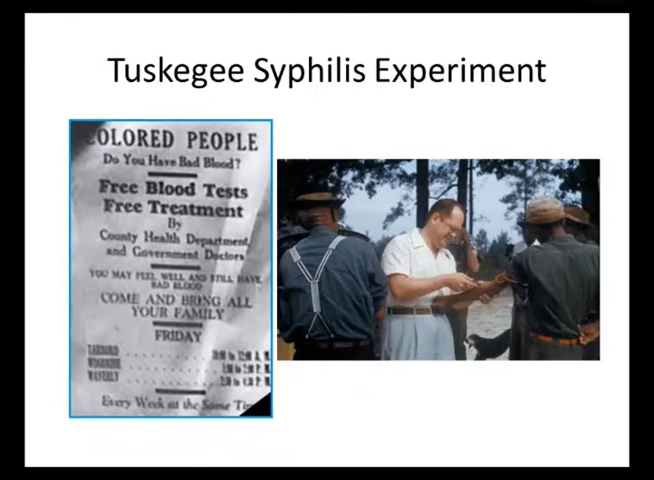 Tuskegee Syphilis Experiment
COLORED PEOPLE
Do You Have Bad Blood?
Free Blood Tests
Free Treatment
By
County Health Department
and Government Doctors
YOU MAY FEEL WELL AND STILL HAVE
BAD BLOOD
COME AND BRING ALL
YOUR FAMILY
FRIDAY
Every Week at the Same